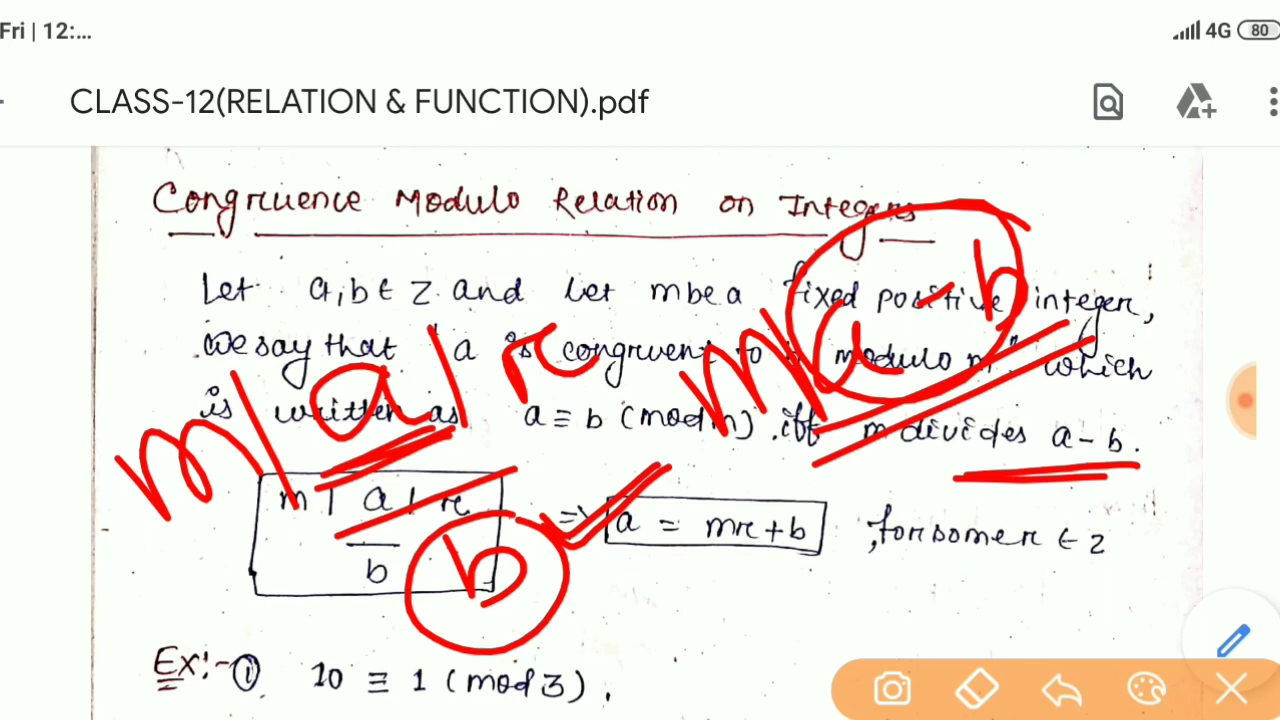 Fri | 12:...
4G 80
CLASS-12(RELATION & FUNCTION).pdf
Congruence Modulo Relation on Integers
Let a, b ∈ Z and let m be a fixed positive integer,
we say that 'a is congruent to b modulo m' which
is written as a ≡ b (mod m) . iff m divides a - b.
m | a | r
m | a - b
m | a | r ⇒ a = mr + b , for some r ∈ Z
b
b
Ex:- ① 10 ≡ 1 (mod 3) .